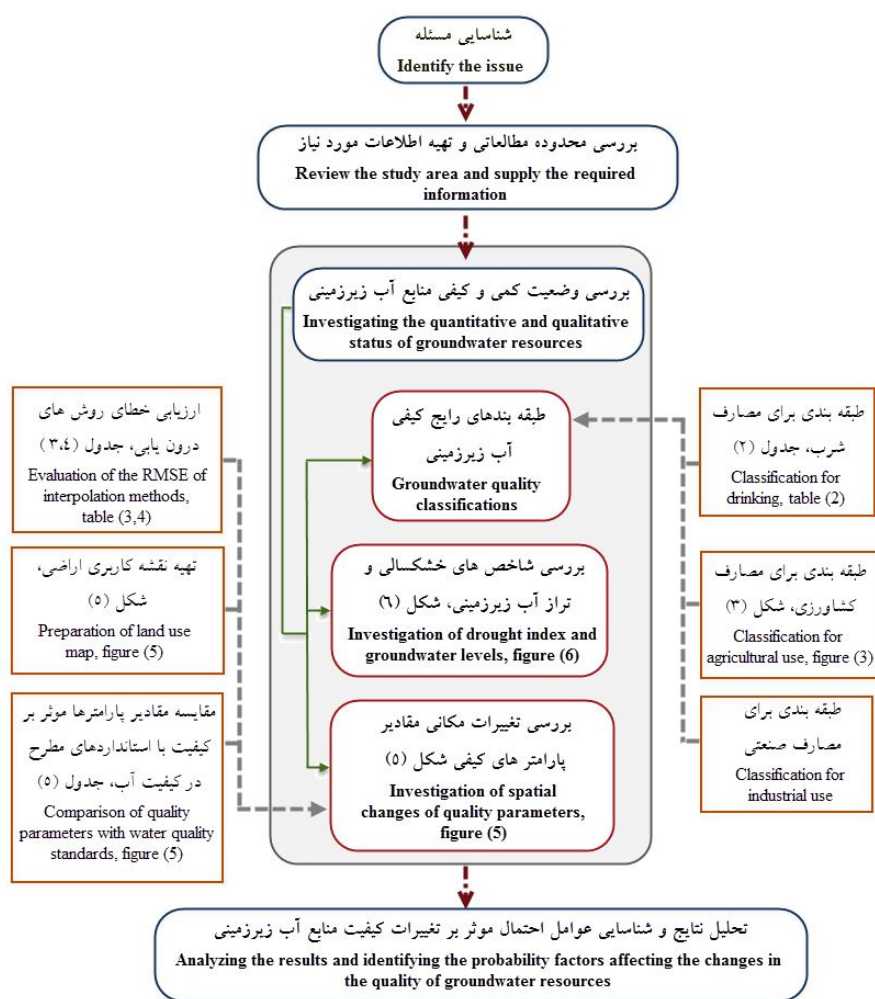 شناسایی مسئله
Identify the issue
بررسی محدوده مطالعاتی و تهیه اطلاعات مورد نیاز
Review the study area and supply the required
information
بررسی وضعیت کمی و کیفی منابع آب زیرزمینی
Investigating the quantitative and qualitative
status of groundwater resources
ارزیابی خطای روش های
درون یابی، جدول (۳،٤)
Evaluation of the RMSE of
interpolation methods,
table (3,4)
تهیه نقشه کاربری اراضی،
شکل (٥)
Preparation of land use
map, figure (5)
مقایسه مقادیر پارامترها موثر بر
کیفیت با استانداردهای مطرح
در کیفیت آب، جدول (٥)
Comparison of quality
parameters with water quality
standards, figure (5)
طبقه بندهای رایج کیفی
آب زیرزمینی
Groundwater quality
classifications
بررسی شاخص های خشکسالی و
تراز آب زیرزمینی، شکل (٦)
Investigation of drought index and
groundwater levels, figure (6)
بررسی تغییرات مکانی مقادیر
پارامتر های کیفی شکل (٥)
Investigation of spatial
changes of quality parameters,
figure (5)
طبقه بندی برای مصارف
شرب، جدول (۲)
Classification for
drinking, table (2)
طبقه بندی برای مصارف
کشاورزی، شکل (۳)
Classification for
agricultural use, figure (3)
طبقه بندی برای
مصارف صنعتی
Classification for
industrial use
تحلیل نتایج و شناسایی عوامل احتمال موثر بر تغییرات کیفیت منابع آب زیرزمینی
Analyzing the results and identifying the probability factors affecting the changes in
the quality of groundwater resources